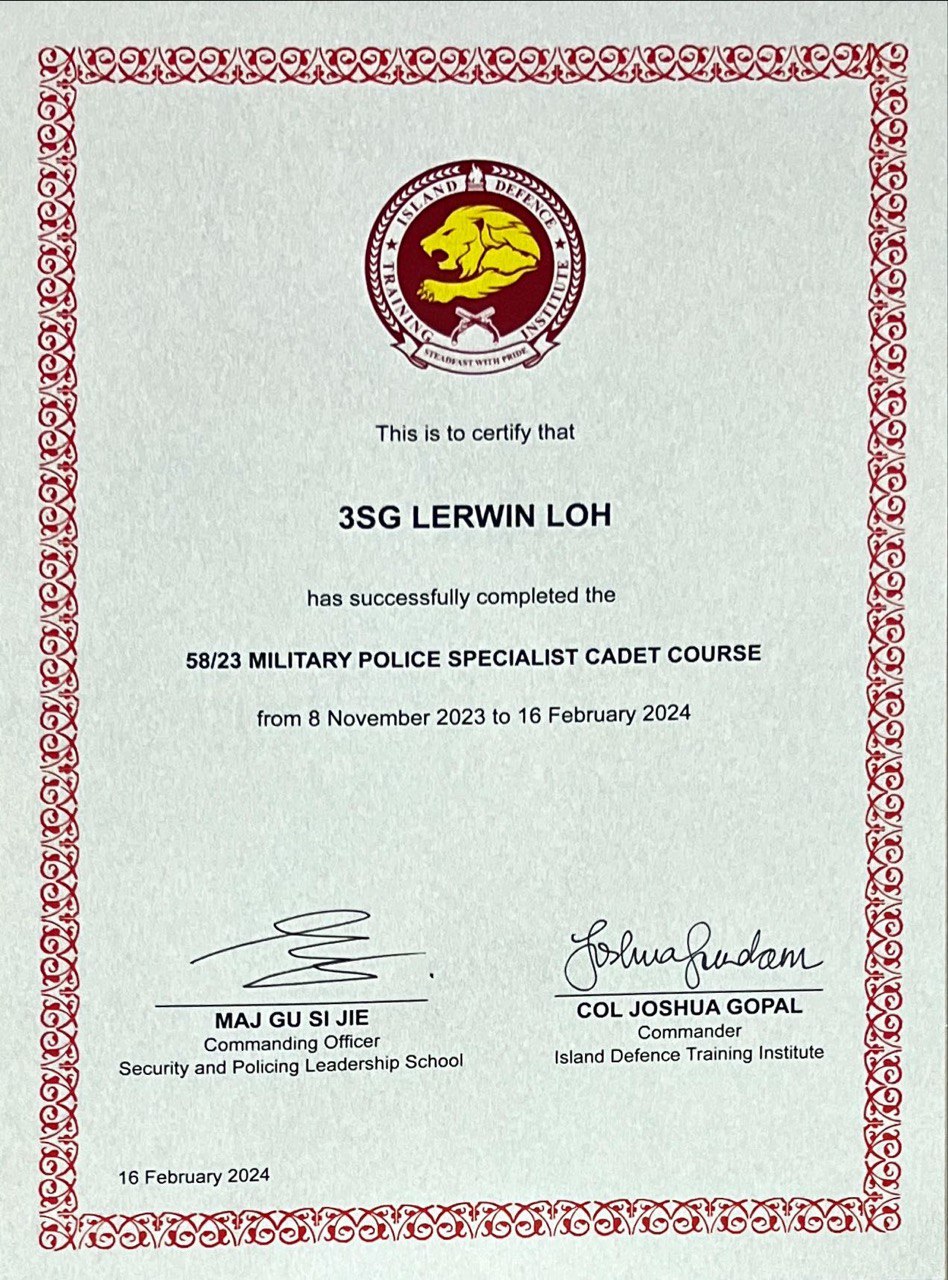 ISLAND DEFENCE
TRAINING INSTITUTE
STEADFAST WITH PRIDE
This is to certify that
3SG LERWIN LOH
has successfully completed the
58/23 MILITARY POLICE SPECIALIST CADET COURSE
from 8 November 2023 to 16 February 2024
MAJ GU SI JIE
Commanding Officer
Security and Policing Leadership School
COL JOSHUA GOPAL
Commander
Island Defence Training Institute
16 February 2024